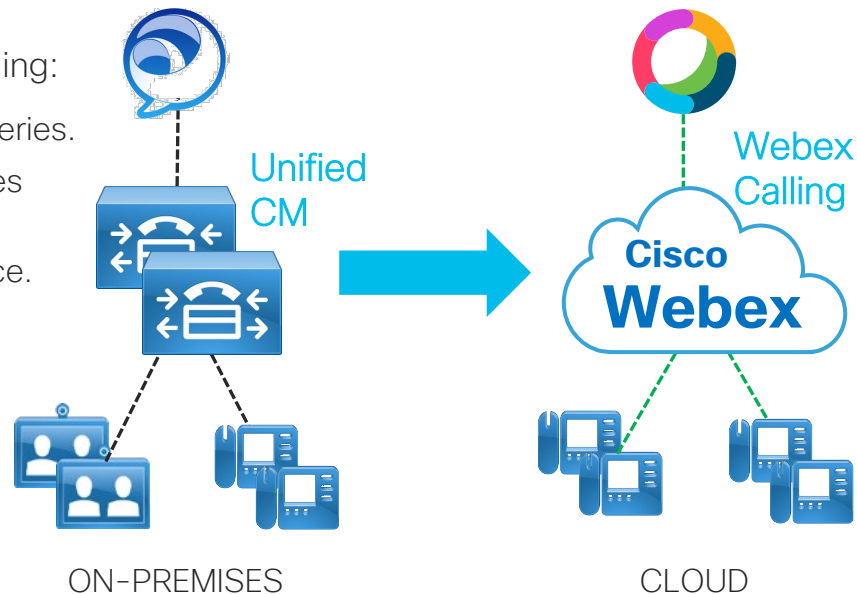 ing:
eries.
es
ce.
Unified
CM
Webex
Calling
Cisco
Webex
ON-PREMISES
CLOUD